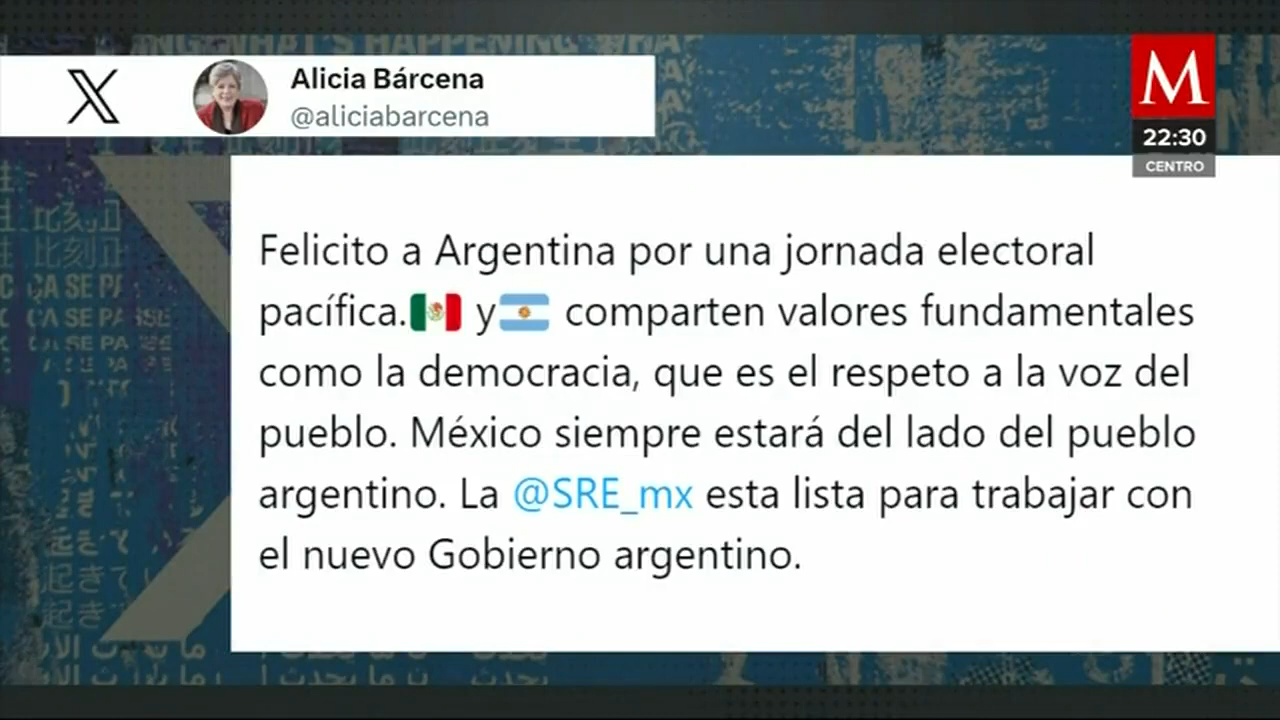 Alicia Bárcena
@aliciabarcena
M
22:30
CENTRO
Felicito a Argentina por una jornada electoral
pacífica.🇲🇽 y🇦🇷 comparten valores fundamentales
como la democracia, que es el respeto a la voz del
pueblo. México siempre estará del lado del pueblo
argentino. La @SRE_mx esta lista para trabajar con
el nuevo Gobierno argentino.